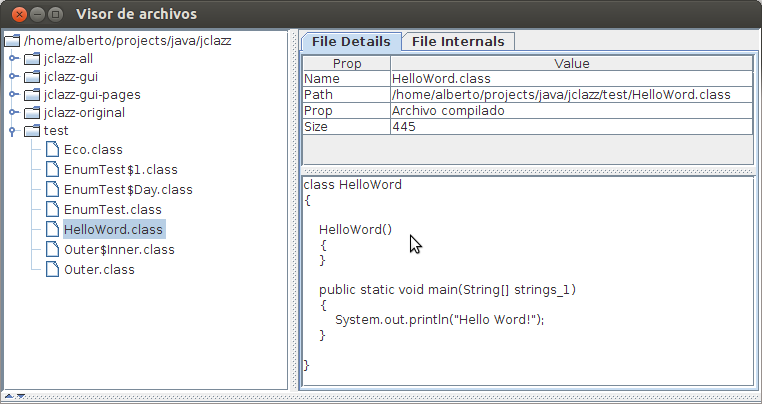 Visor de archivos
/home/alberto/projects/java/jclazz
jclazz-all
jclazz-gui
jclazz-gui-pages
jclazz-original
test
Eco.class
EnumTest$1.class
EnumTest$Day.class
EnumTest.class
HelloWord.class
Outer$Inner.class
Outer.class
File Details File Internals
Prop Value
Name HelloWord.class
Path /home/alberto/projects/java/jclazz/test/HelloWord.class
Prop Archivo compilado
Size 445
class HelloWord
{
HelloWord()
{
}
public static void main(String[] strings_1)
{
System.out.println("Hello Word!");
}
}